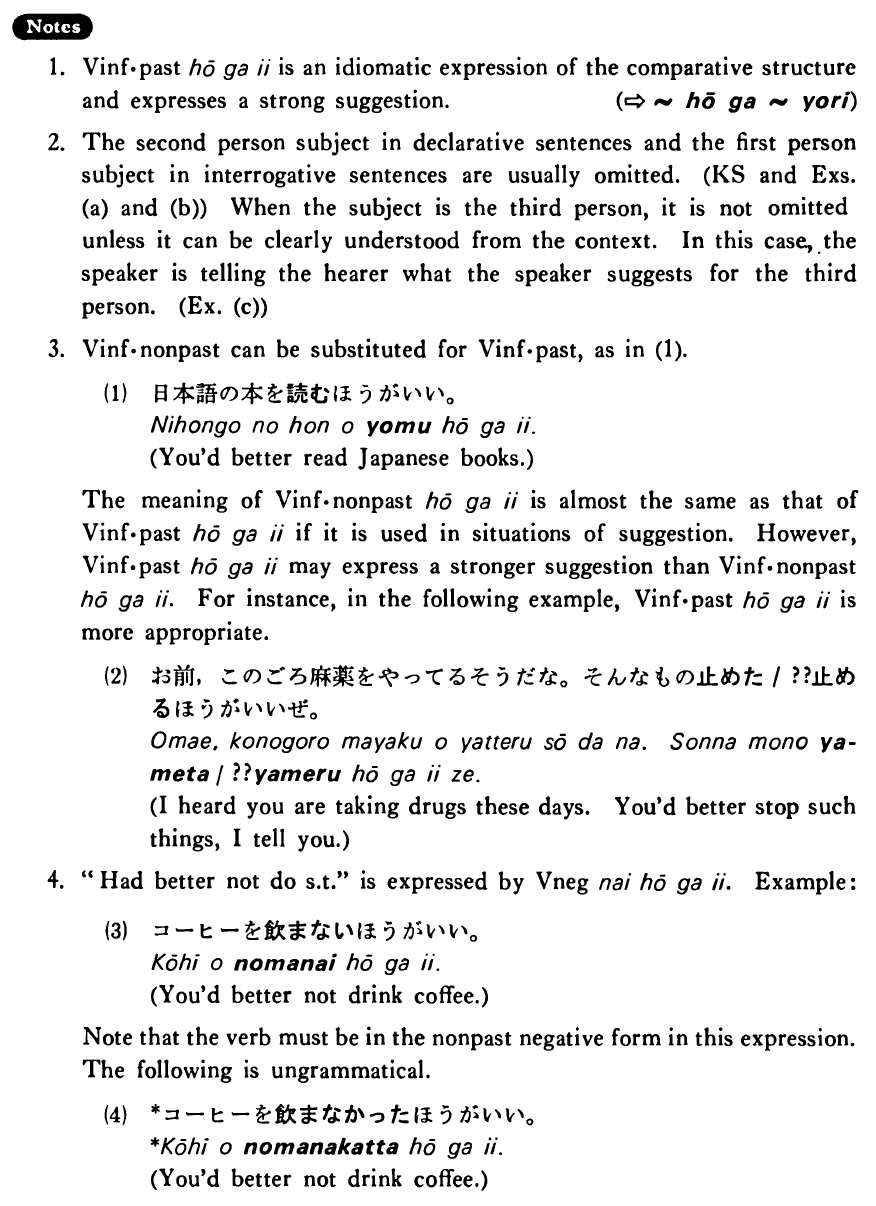 Notes
1. Vinf・past hō ga ii is an idiomatic expression of the comparative structure
and expresses a strong suggestion. (⇨ ~ hō ga ~ yori)
2. The second person subject in declarative sentences and the first person
subject in interrogative sentences are usually omitted. (KS and Exs.
(a) and (b)) When the subject is the third person, it is not omitted
unless it can be clearly understood from the context. In this case, the
speaker is telling the hearer what the speaker suggests for the third
person. (Ex. (c))
3. Vinf・nonpast can be substituted for Vinf・past, as in (1).
(1) 日本語の本を読むほうがいい。
Nihongo no hon o yomu hō ga ii.
(You'd better read Japanese books.)
The meaning of Vinf・nonpast hō ga ii is almost the same as that of
Vinf・past hō ga ii if it is used in situations of suggestion. However,
Vinf・past hō ga ii may express a stronger suggestion than Vinf・nonpast
hō ga ii. For instance, in the following example, Vinf・past hō ga ii is
more appropriate.
(2) お前，このごろ麻薬をやってるそうだな。そんなもの止めた / ??止め
るほうがいいぜ。
Omae, konogoro mayaku o yatteru sō da na. Sonna mono ya-
meta / ??yameru hō ga ii ze.
(I heard you are taking drugs these days. You'd better stop such
things, I tell you.)
4. "Had better not do s.t." is expressed by Vneg nai hō ga ii. Example:
(3) コーヒーを飲まないほうがいい。
Kōhī o nomanai hō ga ii.
(You'd better not drink coffee.)
Note that the verb must be in the nonpast negative form in this expression.
The following is ungrammatical.
(4) *コーヒーを飲まなかったほうがいい。
*Kōhī o nomanakatta hō ga ii.
(You'd better not drink coffee.)